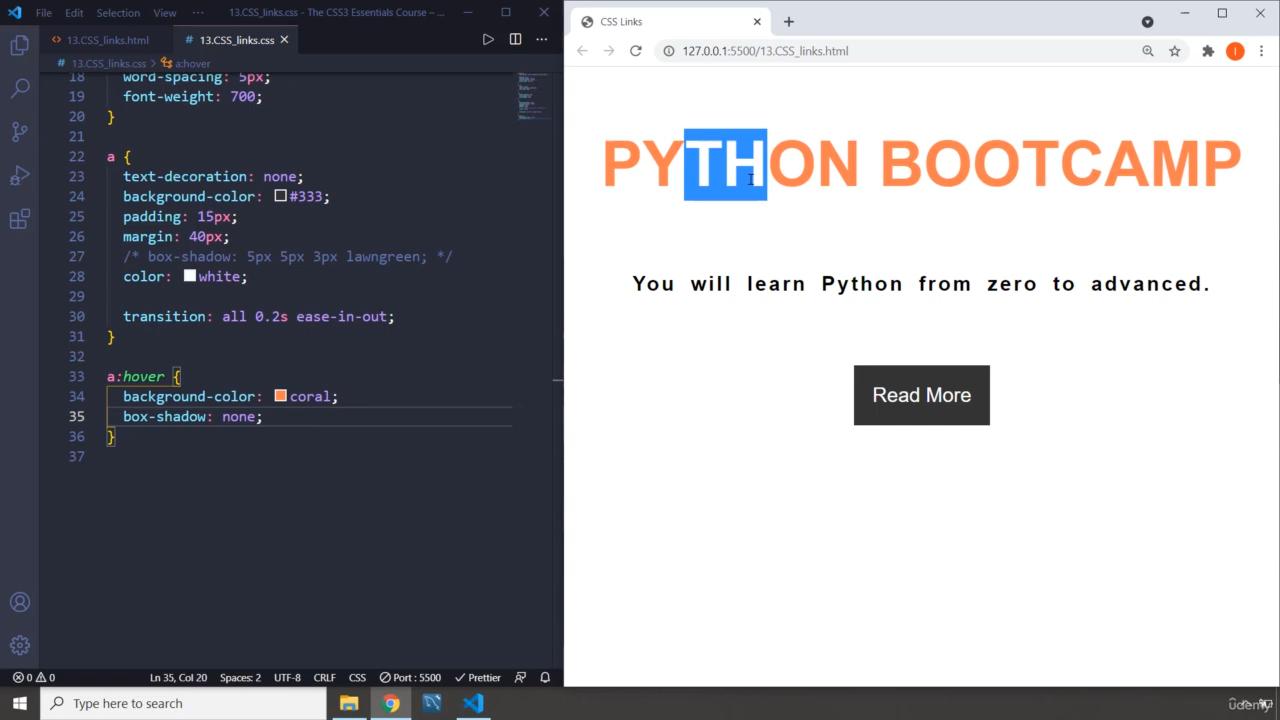 File Edit Selection View ··· 13.CSS_links.css - The CSS3 Essentials Course – ...
13.CSS_links.html # 13.CSS_links.css
# 13.CSS_links.css > a:hover
18 word-spacing: 5px;
19 font-weight: 700;
20 }
21
22 a {
23 text-decoration: none;
24 background-color: #333;
25 padding: 15px;
26 margin: 40px;
27 /* box-shadow: 5px 5px 3px lawngreen; */
28 color: white;
29
30 transition: all 0.2s ease-in-out;
31 }
32
33 a:hover {
34 background-color: coral;
35 box-shadow: none;
36 }
37
0 0 Ln 35, Col 20 Spaces: 2 UTF-8 CRLF CSS Port : 5500 Prettier
CSS Links
127.0.0.1:5500/13.CSS_links.html
I
PYTHON BOOTCAMP
You will learn Python from zero to advanced.
Read More
Type here to search
udemy